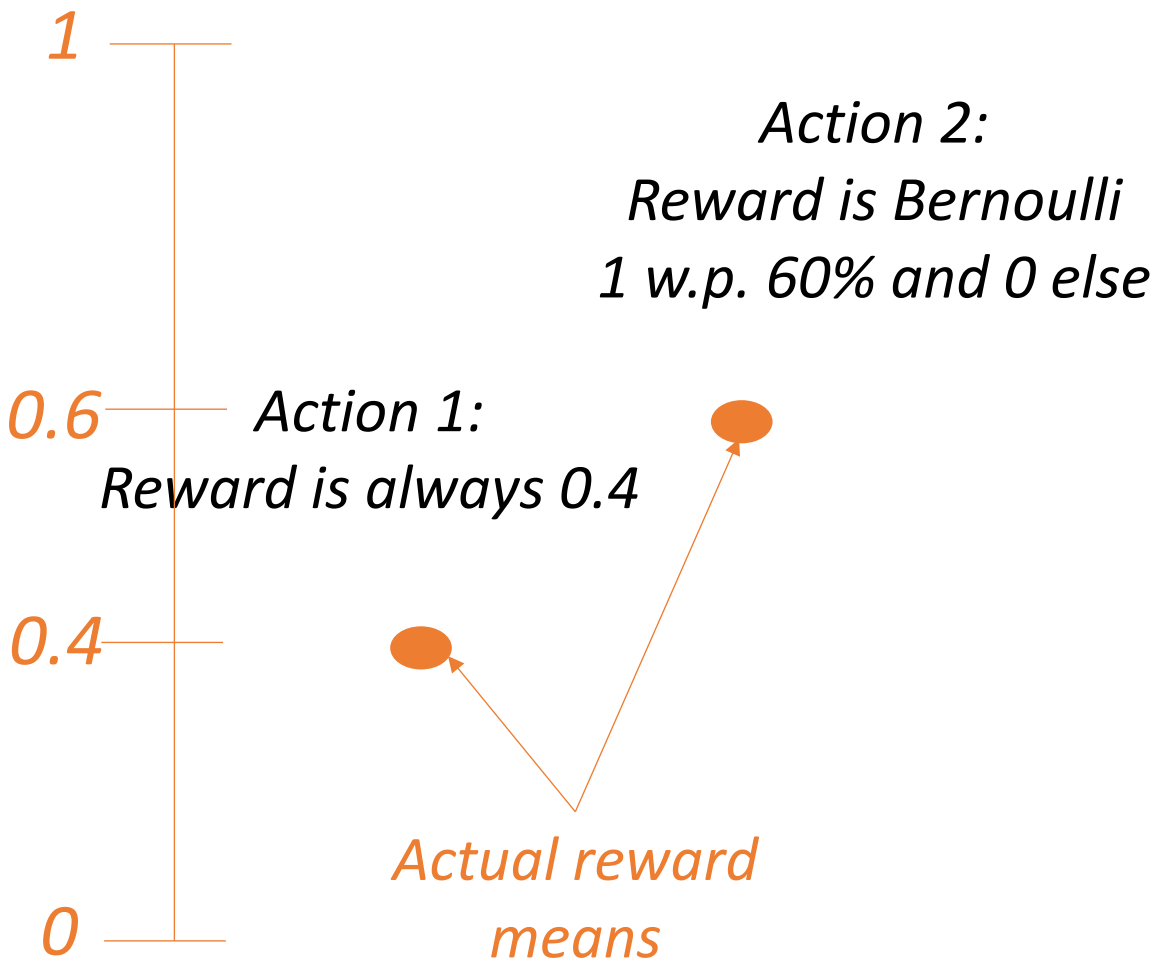 1
Action 2:
Reward is Bernoulli
1 w.p. 60% and 0 else
0.6
Action 1:
Reward is always 0.4
0.4
Actual reward
means
0